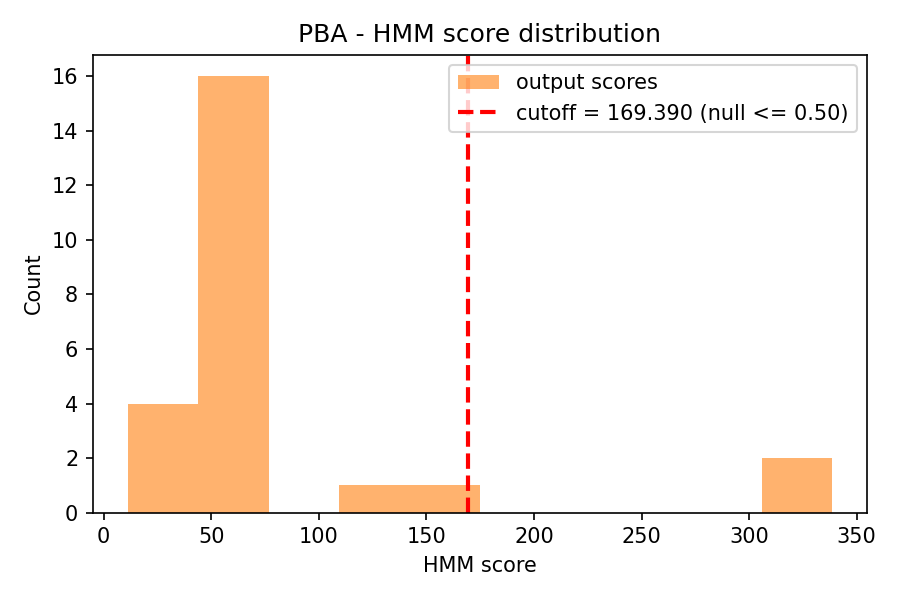 PBA - HMM score distribution
output scores
cutoff = 169.390 (null <= 0.50)
Count
16
14
12
10
8
6
4
2
0
0 50 100 150 200 250 300 350
HMM score